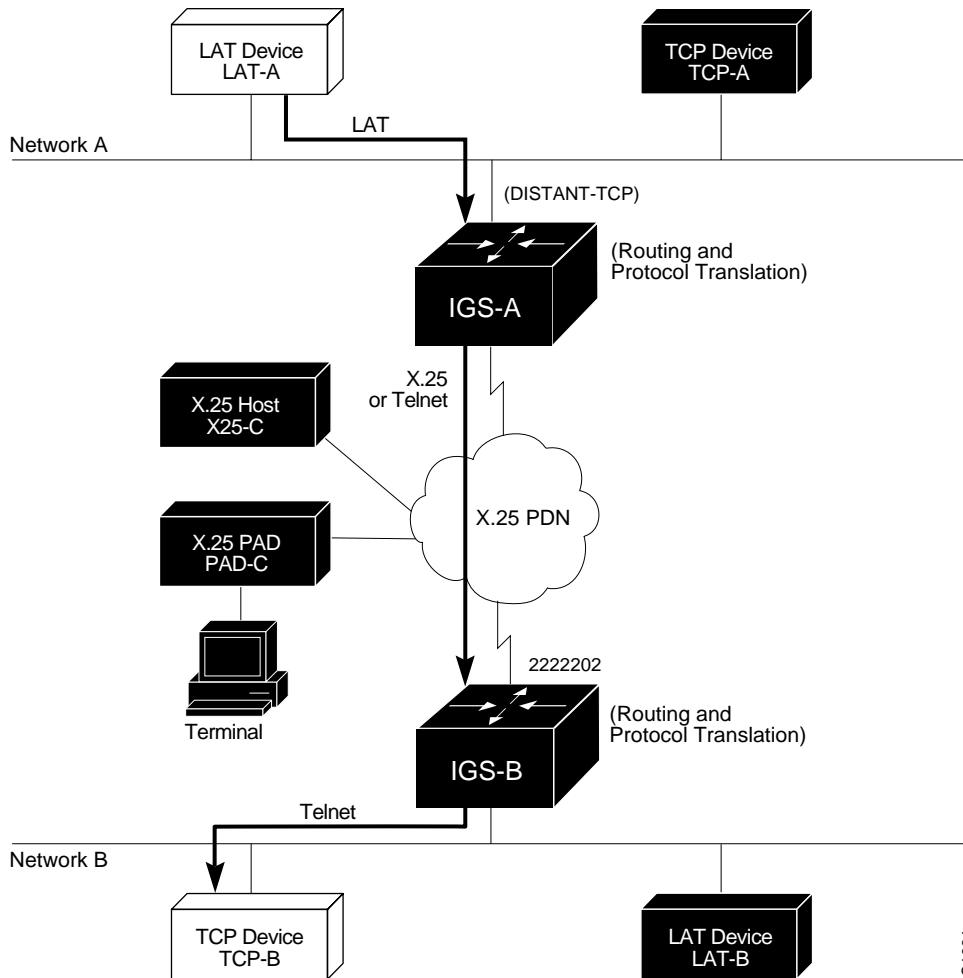 LAT Device
LAT-A
TCP Device
TCP-A
LAT
Network A
(DISTANT-TCP)
(Routing and
Protocol Translation)
IGS-A
X.25
or Telnet
X.25 Host
X25-C
X.25 PDN
X.25 PAD
PAD-C
2222202
Terminal
(Routing and
Protocol Translation)
IGS-B
Telnet
Network B
TCP Device
TCP-B
LAT Device
LAT-B